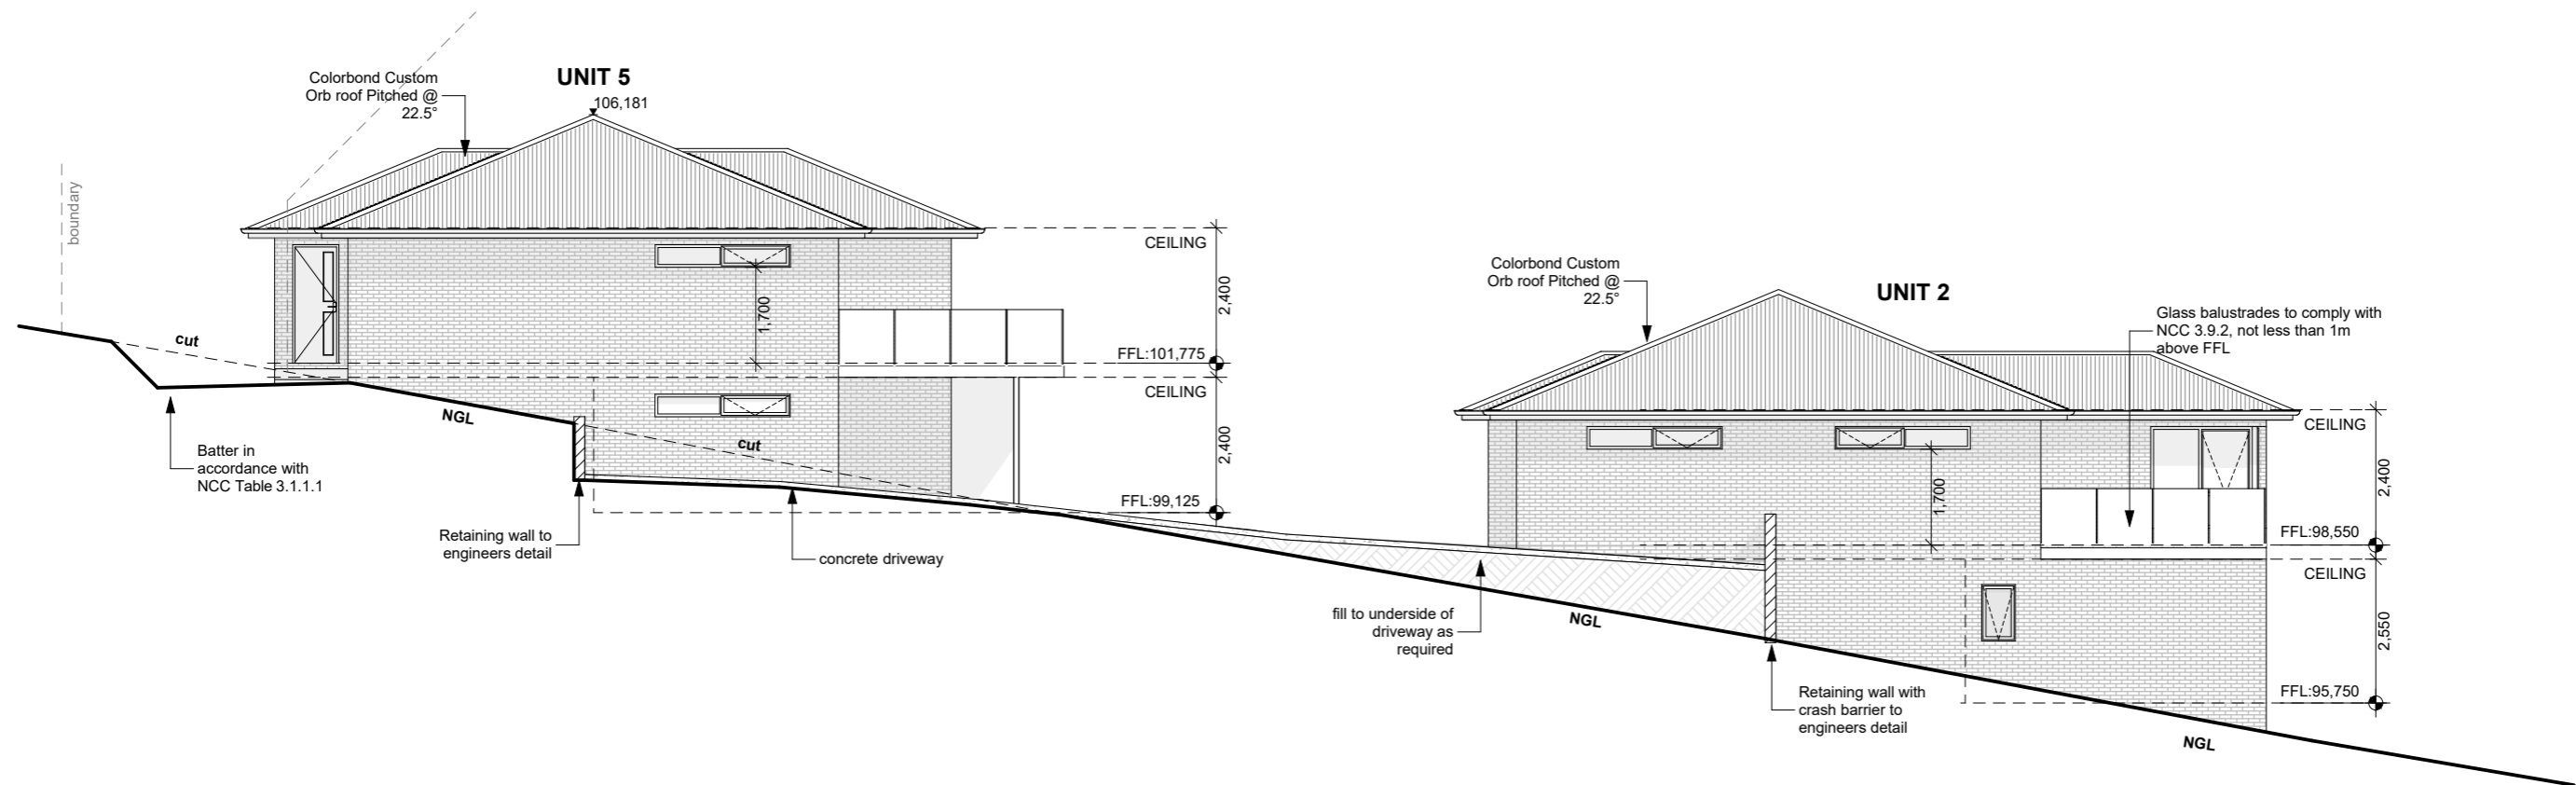 UNIT 5
106,181
Colorbond Custom
Orb roof Pitched @
22.5°
boundary
cut
CEILING
2,400
1,700
FFL:101,775
CEILING
2,400
NGL
cut
Batter in
accordance with
NCC Table 3.1.1.1
FFL:99,125
Retaining wall to
engineers detail
concrete driveway
Colorbond Custom
Orb roof Pitched @
22.5°
UNIT 2
Glass balustrades to comply with
NCC 3.9.2, not less than 1m
above FFL
CEILING
2,400
1,700
FFL:98,550
CEILING
2,550
fill to underside of
driveway as
required
NGL
Retaining wall with
crash barrier to
engineers detail
FFL:95,750
NGL